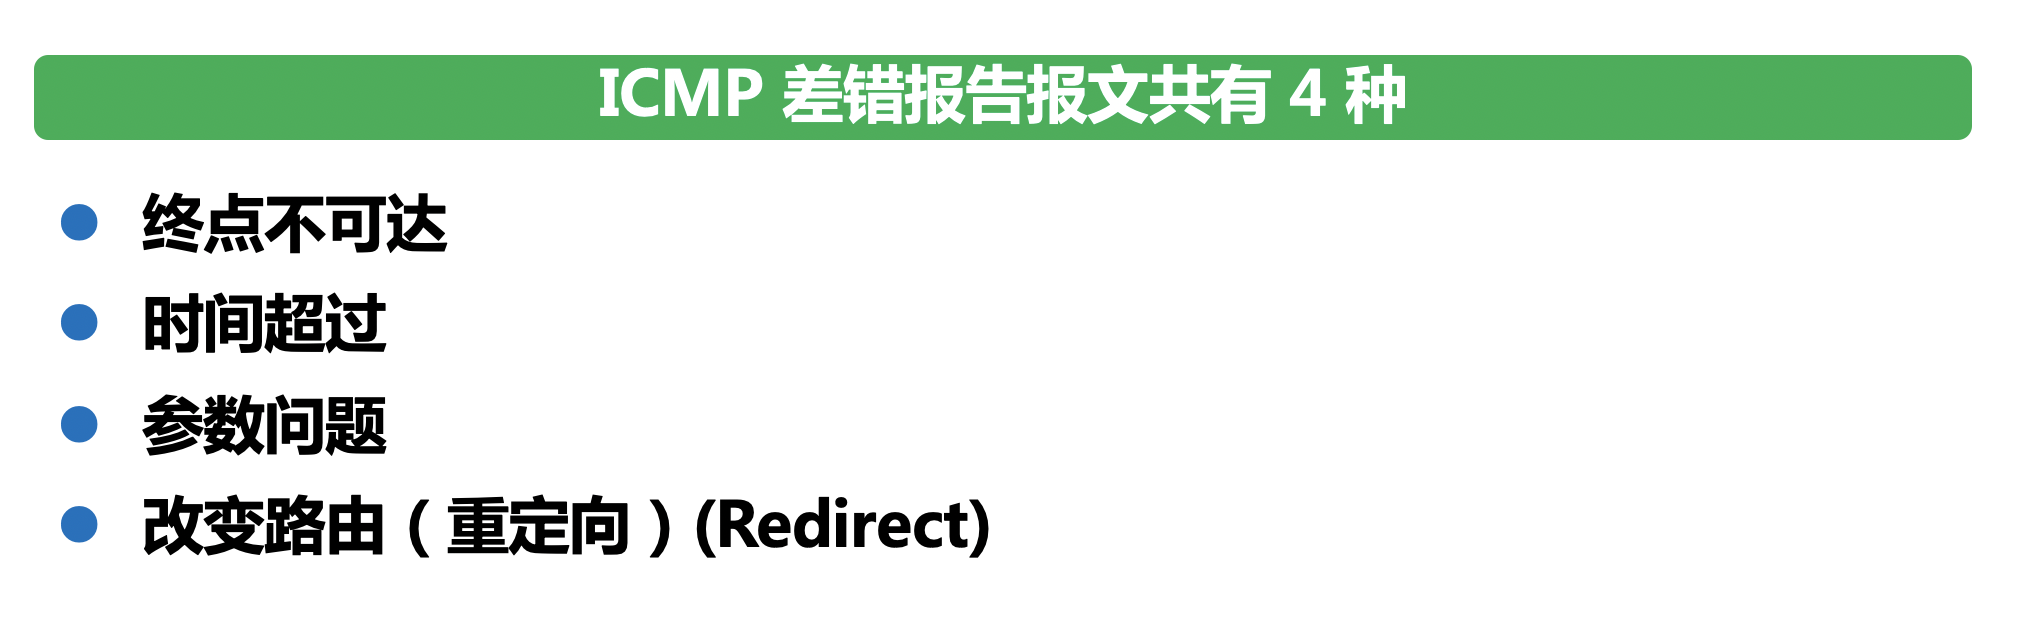 ICMP 差错报告报文共有 4 种
● 终点不可达
● 时间超过
● 参数问题
● 改变路由（重定向）(Redirect)